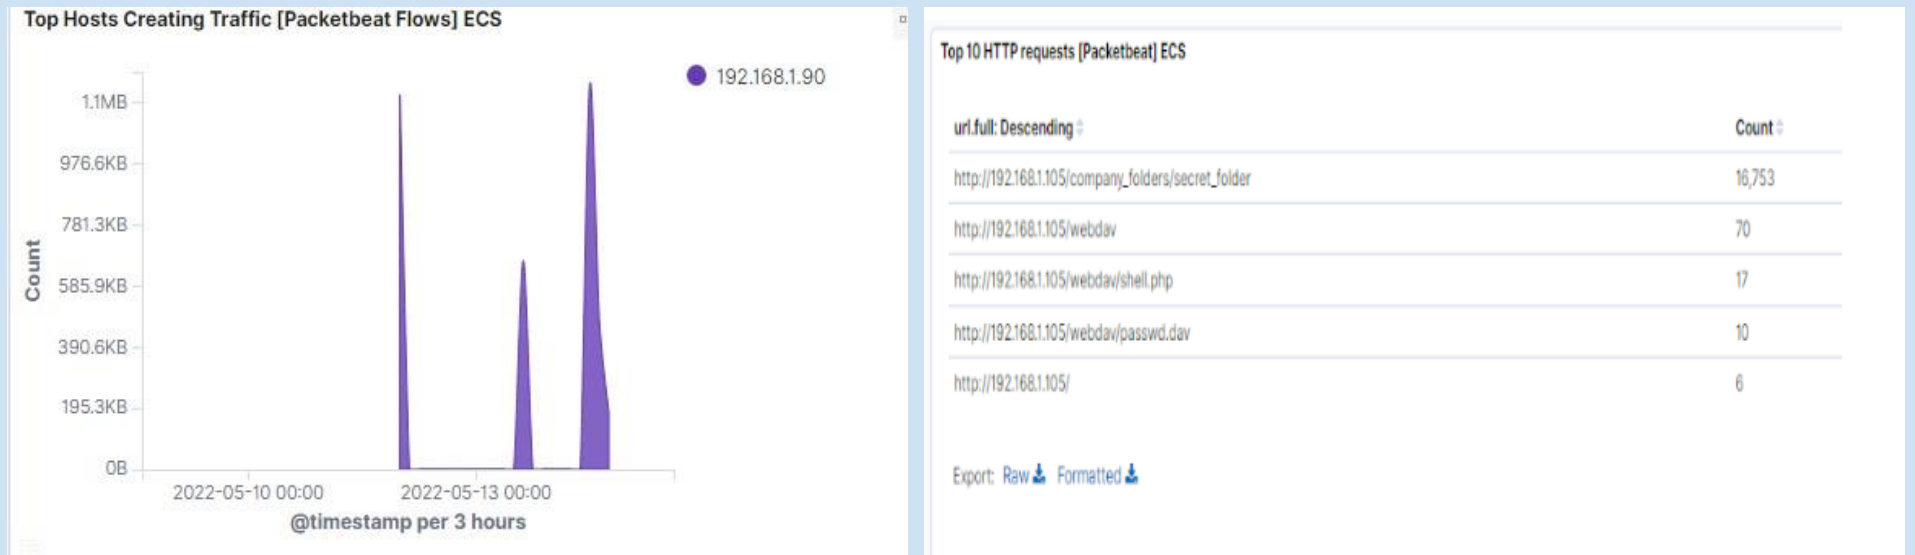 Top Hosts Creating Traffic [Packetbeat Flows] ECS
192.168.1.90
1.1MB
976.6KB
781.3KB
585.9KB
390.6KB
195.3KB
0B
Count
2022-05-10 00:00 2022-05-13 00:00
@timestamp per 3 hours
Top 10 HTTP requests [Packetbeat] ECS
url.full: Descending Count
http://192.168.1.105/company_folders/secret_folder 16,753
http://192.168.1.105/webdav 70
http://192.168.1.105/webdav/shell.php 17
http://192.168.1.105/webdav/passwd.dav 10
http://192.168.1.105/ 6
Export: Raw Formatted